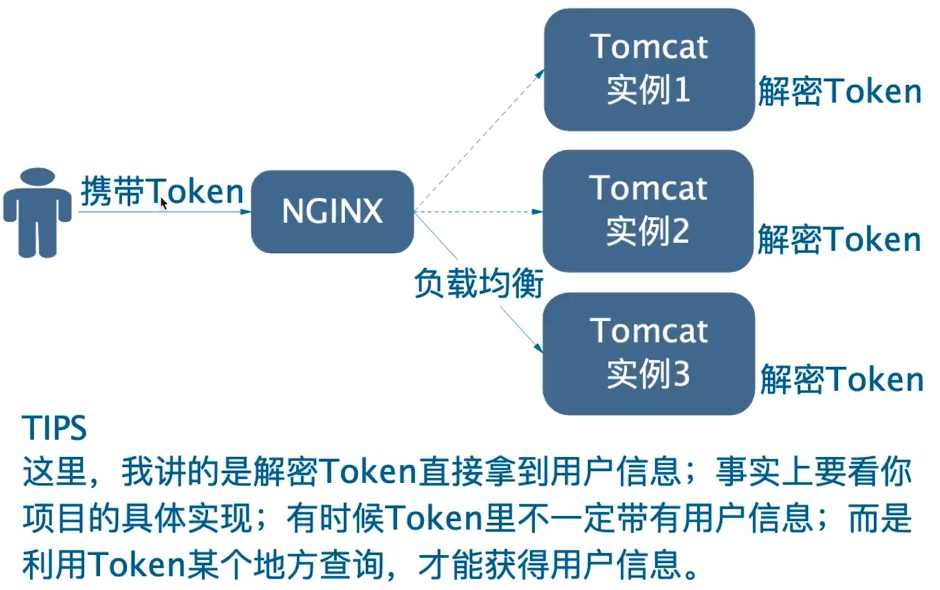 Tomcat
实例1
解密Token
携带Token
NGINX
Tomcat
实例2
解密Token
负载均衡
Tomcat
实例3
解密Token
TIPS
这里，我讲的是解密Token直接拿到用户信息；事实上要看你
项目的具体实现；有时候Token里不一定带有用户信息；而是
利用Token某个地方查询，才能获得用户信息。